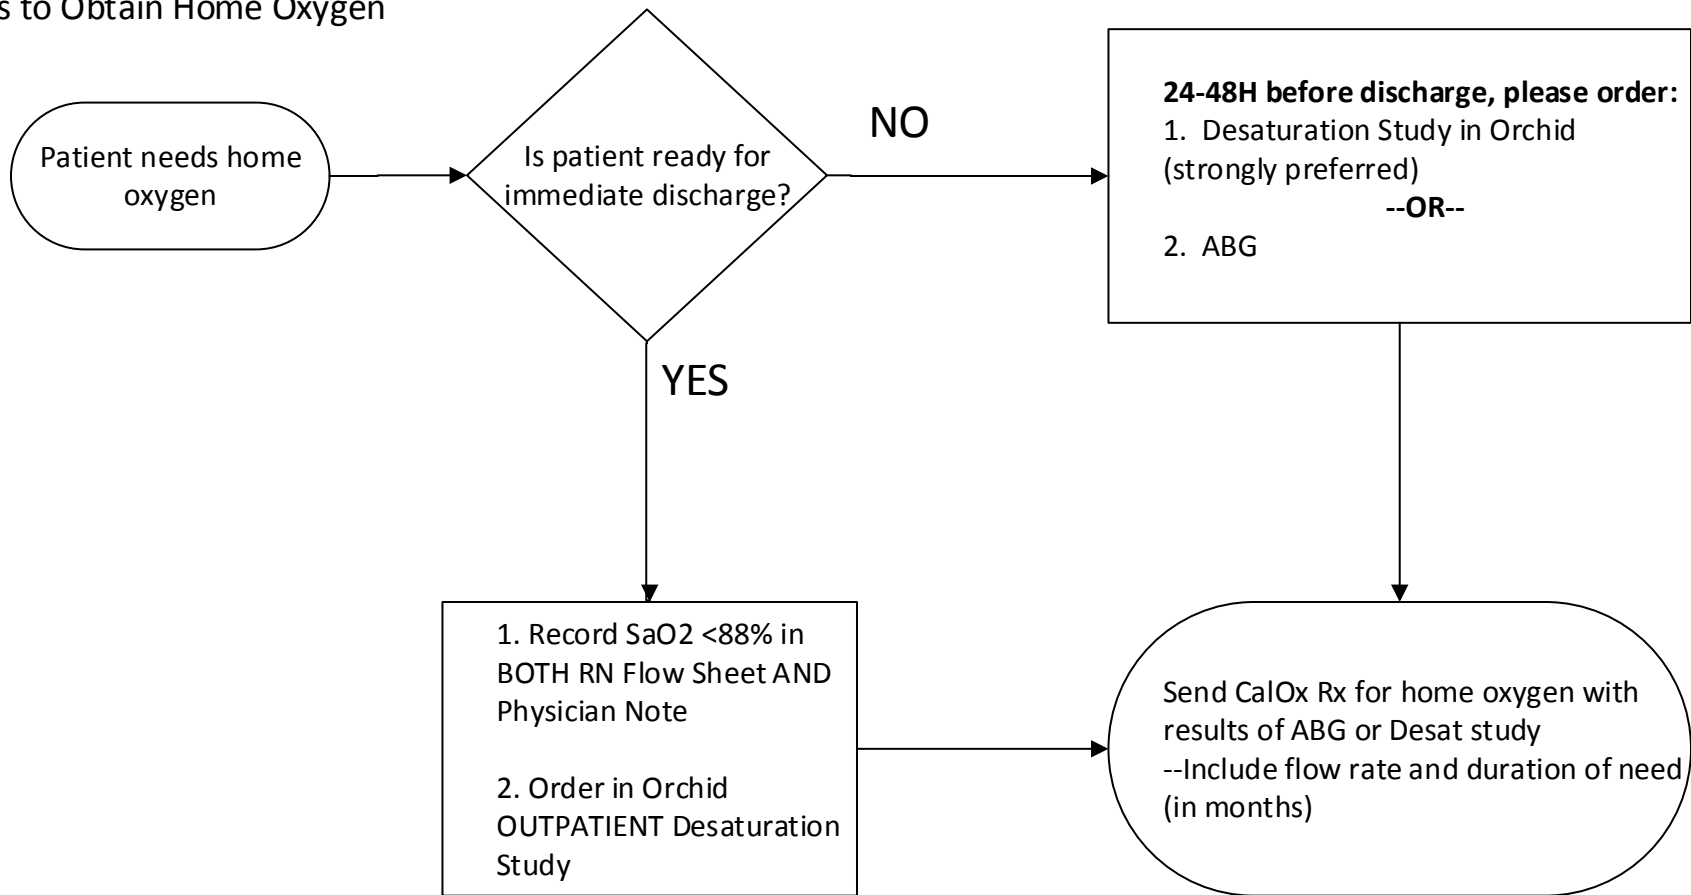 s to Obtain Home Oxygen
Patient needs home
oxygen
Is patient ready for
immediate discharge?
NO
24-48H before discharge, please order:
1.  Desaturation Study in Orchid
(strongly preferred)
--OR--
2.  ABG
YES
1. Record SaO2 <88% in
BOTH RN Flow Sheet AND
Physician Note
2. Order in Orchid
OUTPATIENT Desaturation
Study
Send CalOx Rx for home oxygen with
results of ABG or Desat study
--Include flow rate and duration of need
(in months)